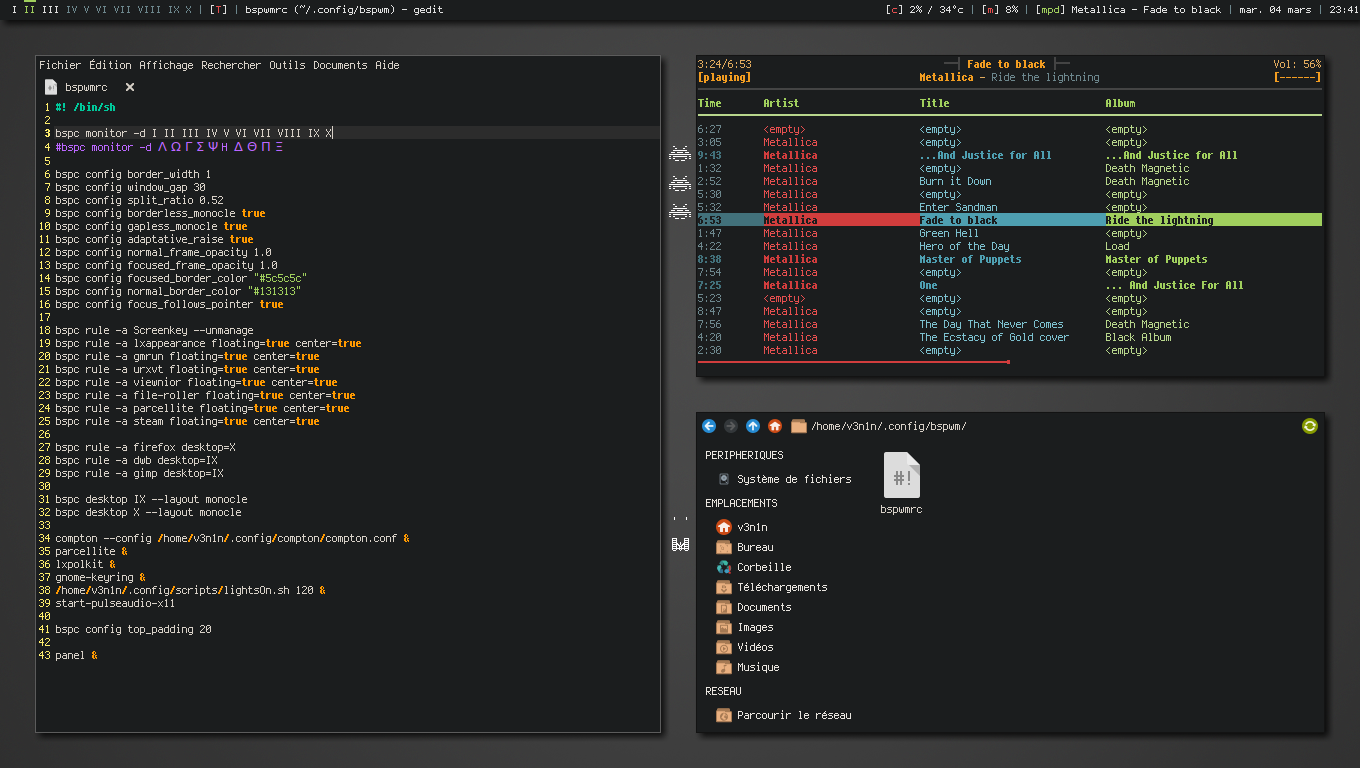 I II III IV V VI VII VIII IX X | [T] | bspwmrc (~/.config/bspwm) - gedit
[c] 2% / 34°c | [m] 8% | [mpd] Metallica - Fade to black | mar. 04 mars | 23:41
Fichier Édition Affichage Rechercher Outils Documents Aide
bspwmrc
1 #! /bin/sh
2
3 bspc monitor -d I II III IV V VI VII VIII IX X
4 #bspc monitor -d Λ Ω Γ Σ Ψ Η Δ Θ Π Ξ
5
6 bspc config border_width 1
7 bspc config window_gap 30
8 bspc config split_ratio 0.52
9 bspc config borderless_monocle true
10 bspc config gapless_monocle true
11 bspc config adaptative_raise true
12 bspc config normal_frame_opacity 1.0
13 bspc config focused_frame_opacity 1.0
14 bspc config focused_border_color "#5c5c5c"
15 bspc config normal_border_color "#131313"
16 bspc config focus_follows_pointer true
17
18 bspc rule -a Screenkey --unmanage
19 bspc rule -a lxappearance floating=true center=true
20 bspc rule -a gmrun floating=true center=true
21 bspc rule -a urxvt floating=true center=true
22 bspc rule -a viewnior floating=true center=true
23 bspc rule -a file-roller floating=true center=true
24 bspc rule -a parcellite floating=true center=true
25 bspc rule -a steam floating=true center=true
26
27 bspc rule -a firefox desktop=X
28 bspc rule -a dwb desktop=IX
29 bspc rule -a gimp desktop=IX
30
31 bspc desktop IX --layout monocle
32 bspc desktop X --layout monocle
33
34 compton --config /home/v3n1n/.config/compton/compton.conf &
35 parcellite &
36 lxpolkit &
37 gnome-keyring &
38 /home/v3n1n/.config/scripts/lightsOn.sh 120 &
39 start-pulseaudio-x11
40
41 bspc config top_padding 20
42
43 panel &
3:24/6:53 Fade to black Vol: 56%
[playing] Metallica - Ride the lightning [------]
Time Artist Title Album
6:27 <empty> <empty> <empty>
3:05 Metallica <empty> <empty>
9:43 Metallica ...And Justice for All ...And Justice for All
1:32 Metallica <empty> Death Magnetic
2:52 Metallica Burn it Down Death Magnetic
5:30 Metallica <empty> <empty>
5:32 Metallica Enter Sandman <empty>
6:53 Metallica Fade to black Ride the lightning
1:47 Metallica Green Hell <empty>
4:22 Metallica Hero of the Day Load
8:38 Metallica Master of Puppets Master of Puppets
7:54 Metallica <empty> <empty>
7:25 Metallica One ... And Justice For All
5:23 <empty> <empty> <empty>
8:47 Metallica <empty> <empty>
7:56 Metallica The Day That Never Comes Death Magnetic
4:20 Metallica The Ecstacy of Gold cover Black Album
2:30 Metallica <empty> <empty>
/home/v3n1n/.config/bspwm/
PERIPHERIQUES
Système de fichiers
EMPLACEMENTS
v3n1n
Bureau
Corbeille
Téléchargements
Documents
Images
Vidéos
Musique
RESEAU
Parcourir le réseau
#!
bspwmrc